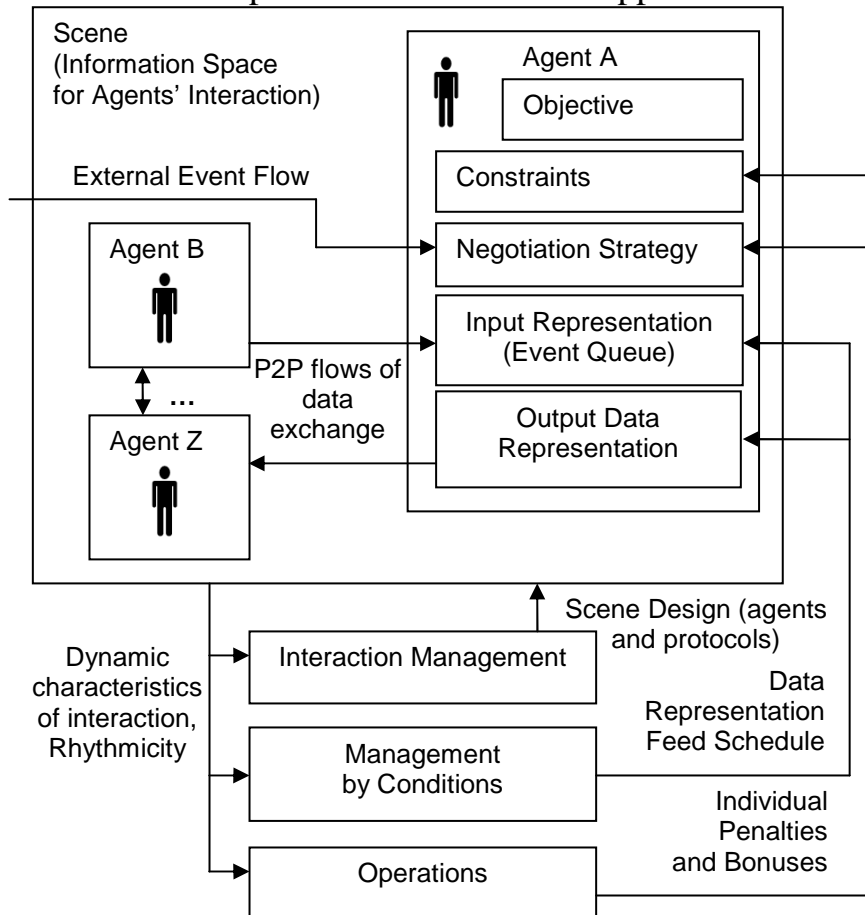 Scene
(Information Space
for Agents' Interaction)
Agent A
Objective
Constraints
External Event Flow
Negotiation Strategy
Agent B
Input Representation
(Event Queue)
P2P flows of
data
exchange
...
Agent Z
Output Data
Representation
Scene Design (agents
and protocols)
Interaction Management
Dynamic
characteristics
of interaction,
Rhythmicity
Data
Representation
Feed Schedule
Management
by Conditions
Individual
Penalties
and Bonuses
Operations